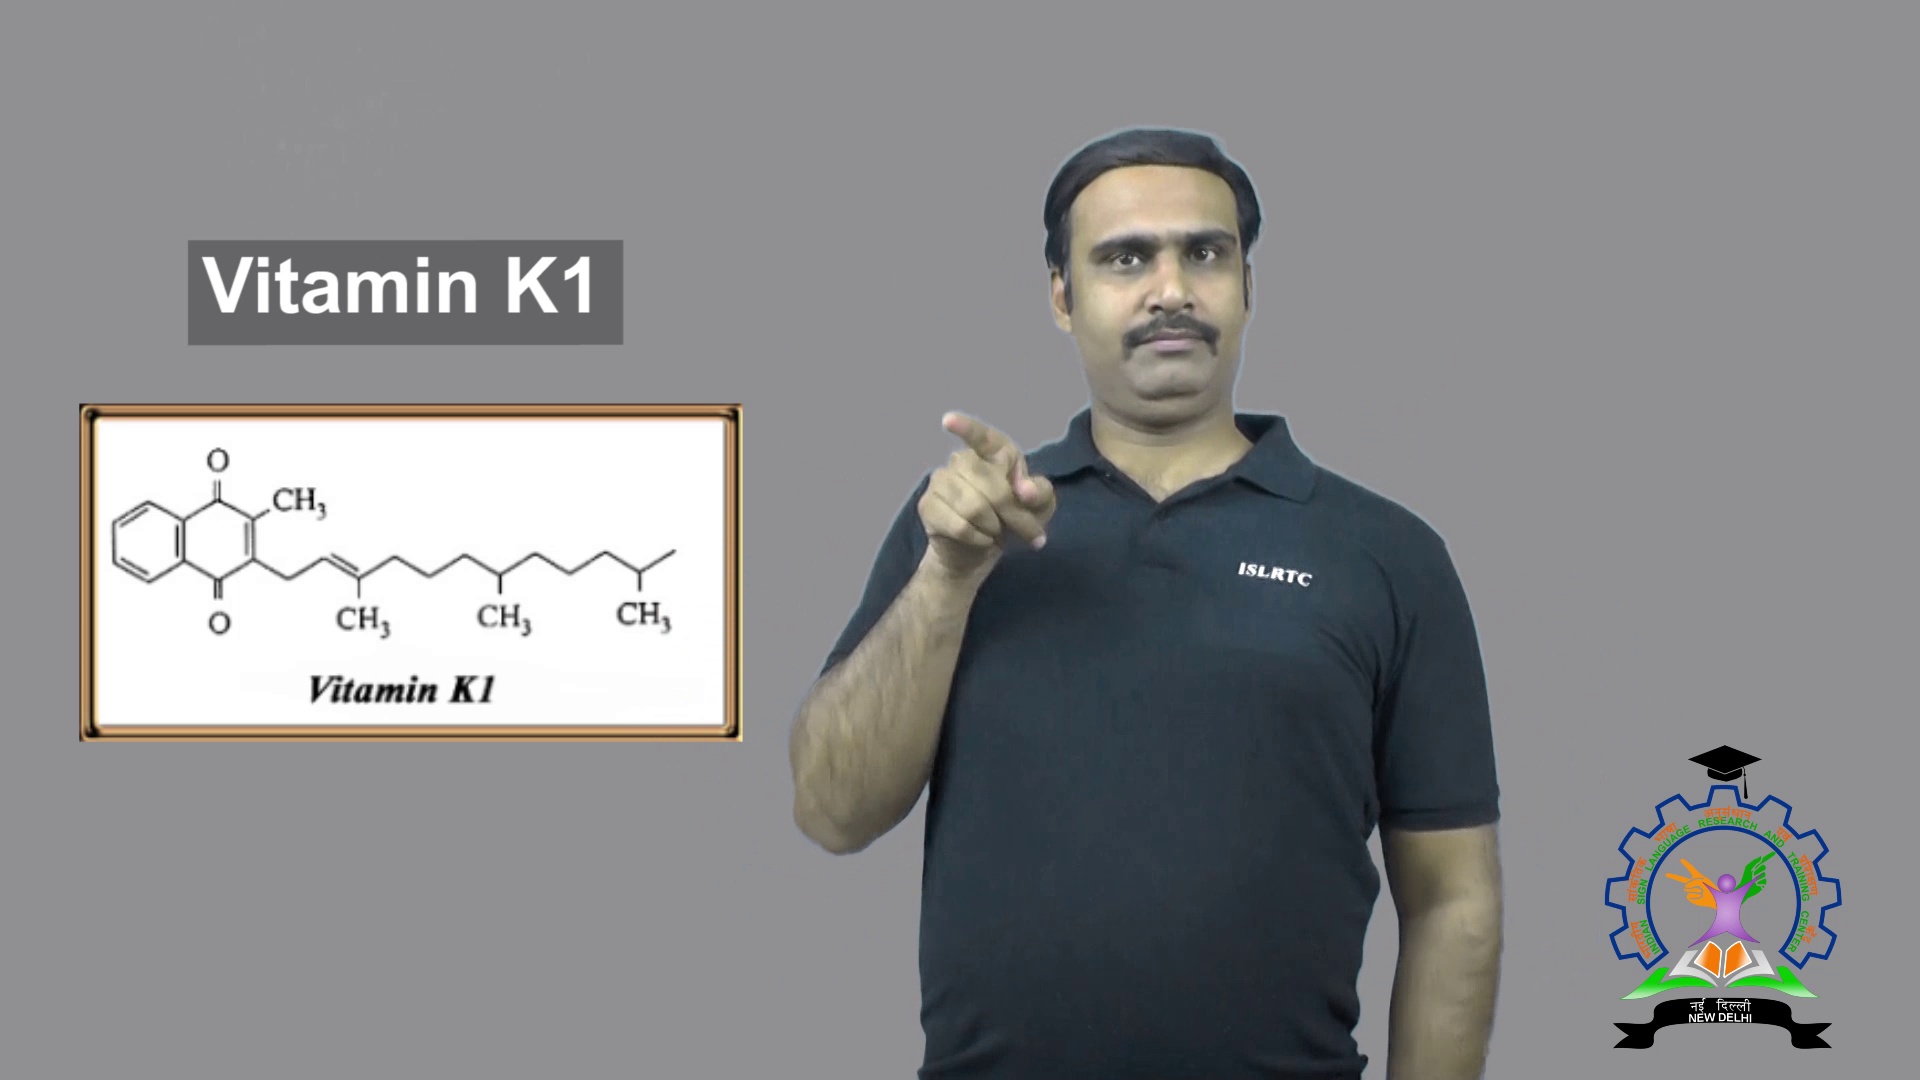 Vitamin K1
O
CH3
CH3
CH3
CH3
O
Vitamin K1
ISLRTC
INDIAN SIGN LANGUAGE RESEARCH AND TRAINING CENTER
नई दिल्ली
NEW DELHI